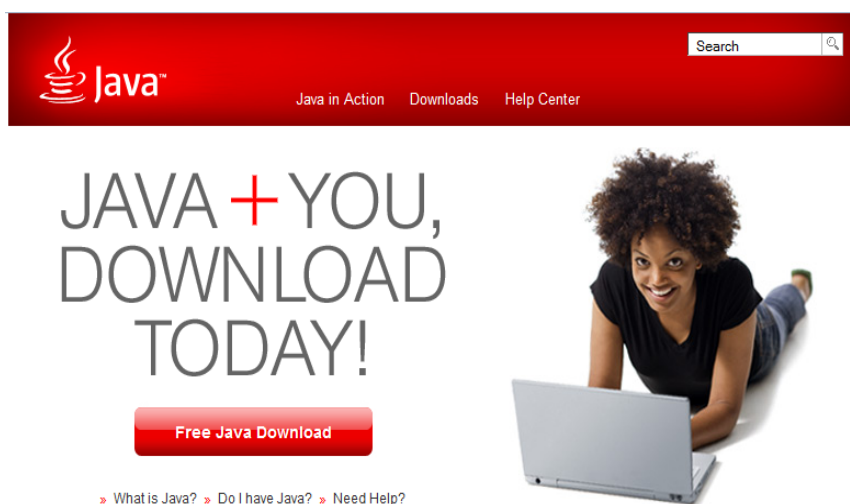 Search
Java™
Java in Action Downloads Help Center
JAVA + YOU,
DOWNLOAD
TODAY!
Free Java Download
» What is Java? » Do I have Java? » Need Help?